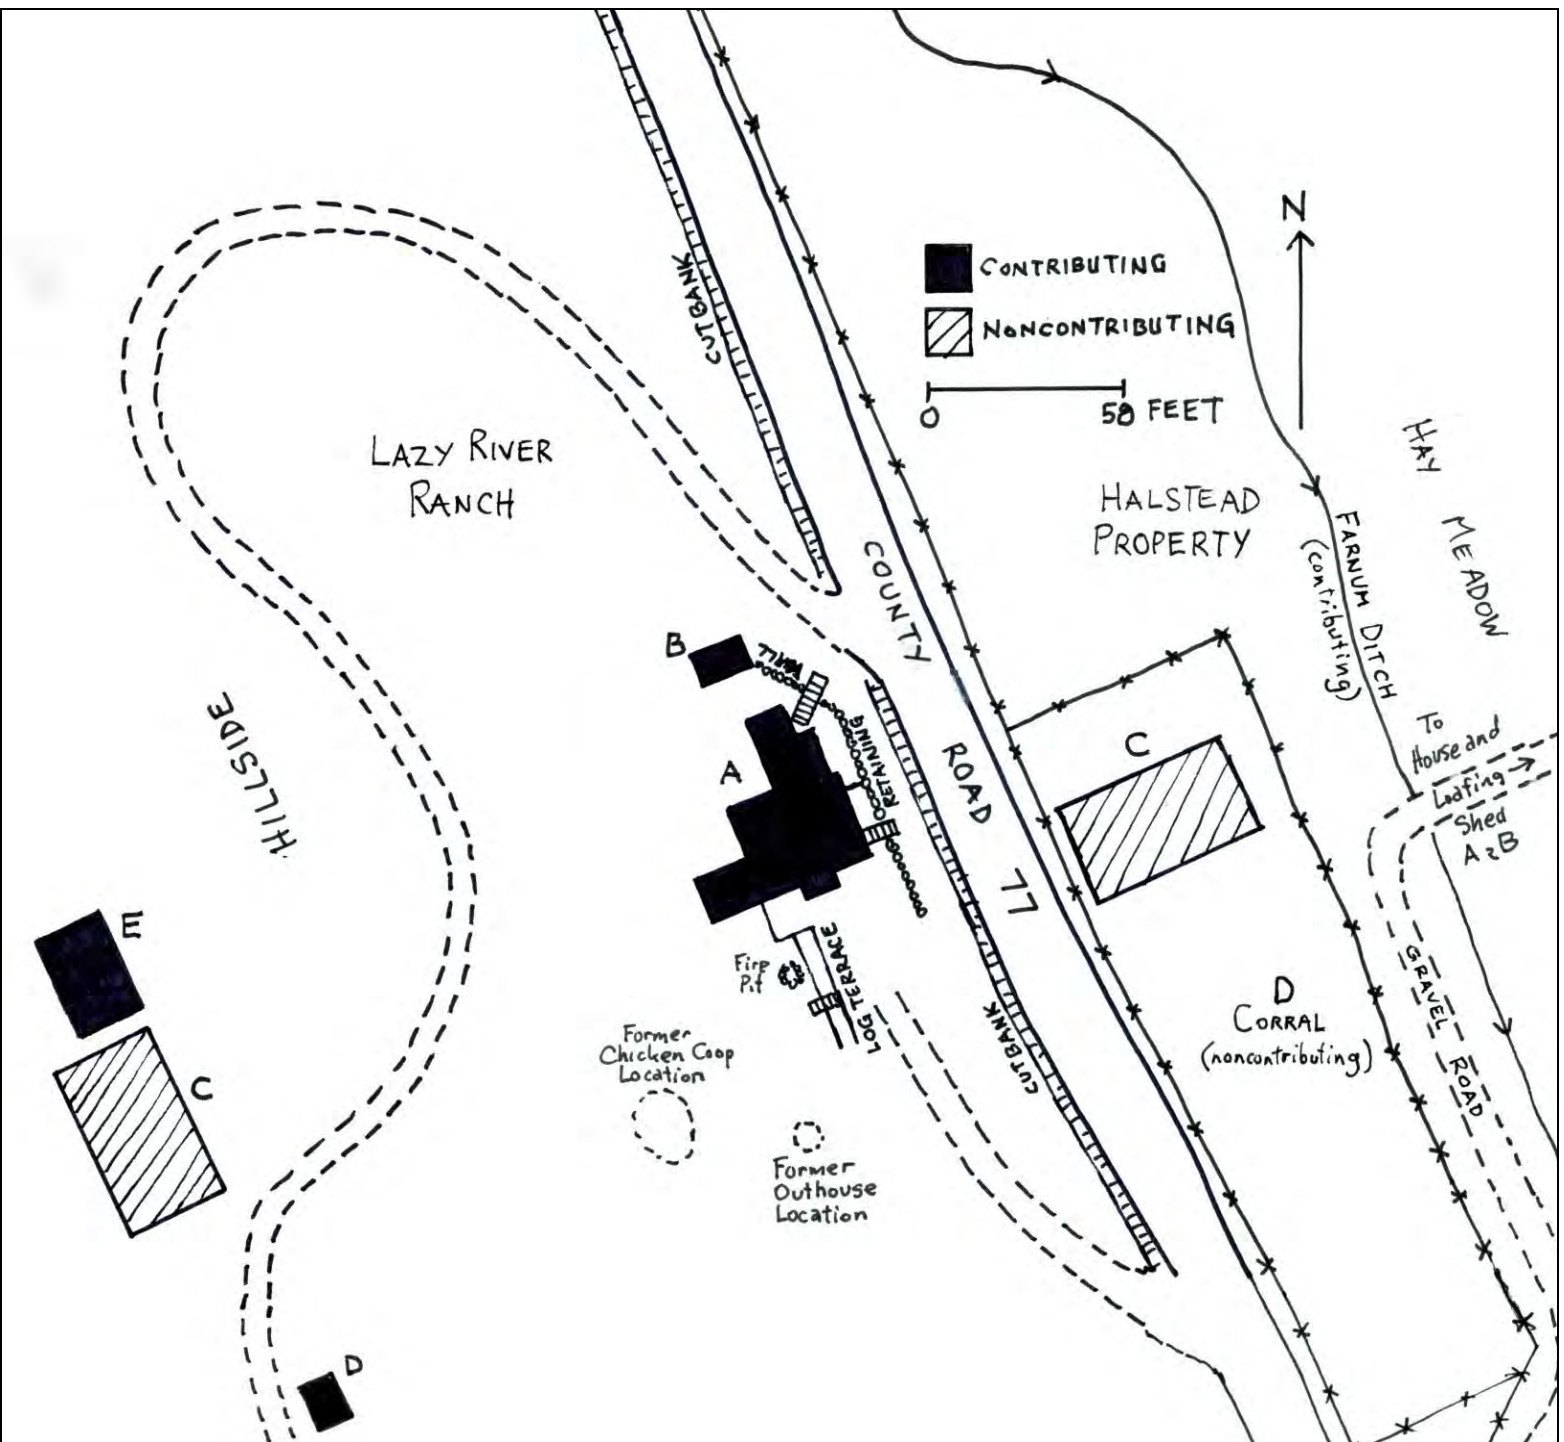 N
CONTRIBUTING
NONCONTRIBUTING
0
50 FEET
CUTBANK
LAZY RIVER
RANCH
HALSTEAD
PROPERTY
HAY
MEADOW
FARNUM DITCH
(contributing)
COUNTY
ROAD
77
B
WALL
RETAINING
A
C
To
House and
Loafing
Shed
A & B
HILLSIDE
E
C
D
Fire
Pit
LOG TERRACE
Former
Chicken Coop
Location
Former
Outhouse
Location
CUTBANK
D
CORRAL
(noncontributing)
GRAVEL
ROAD